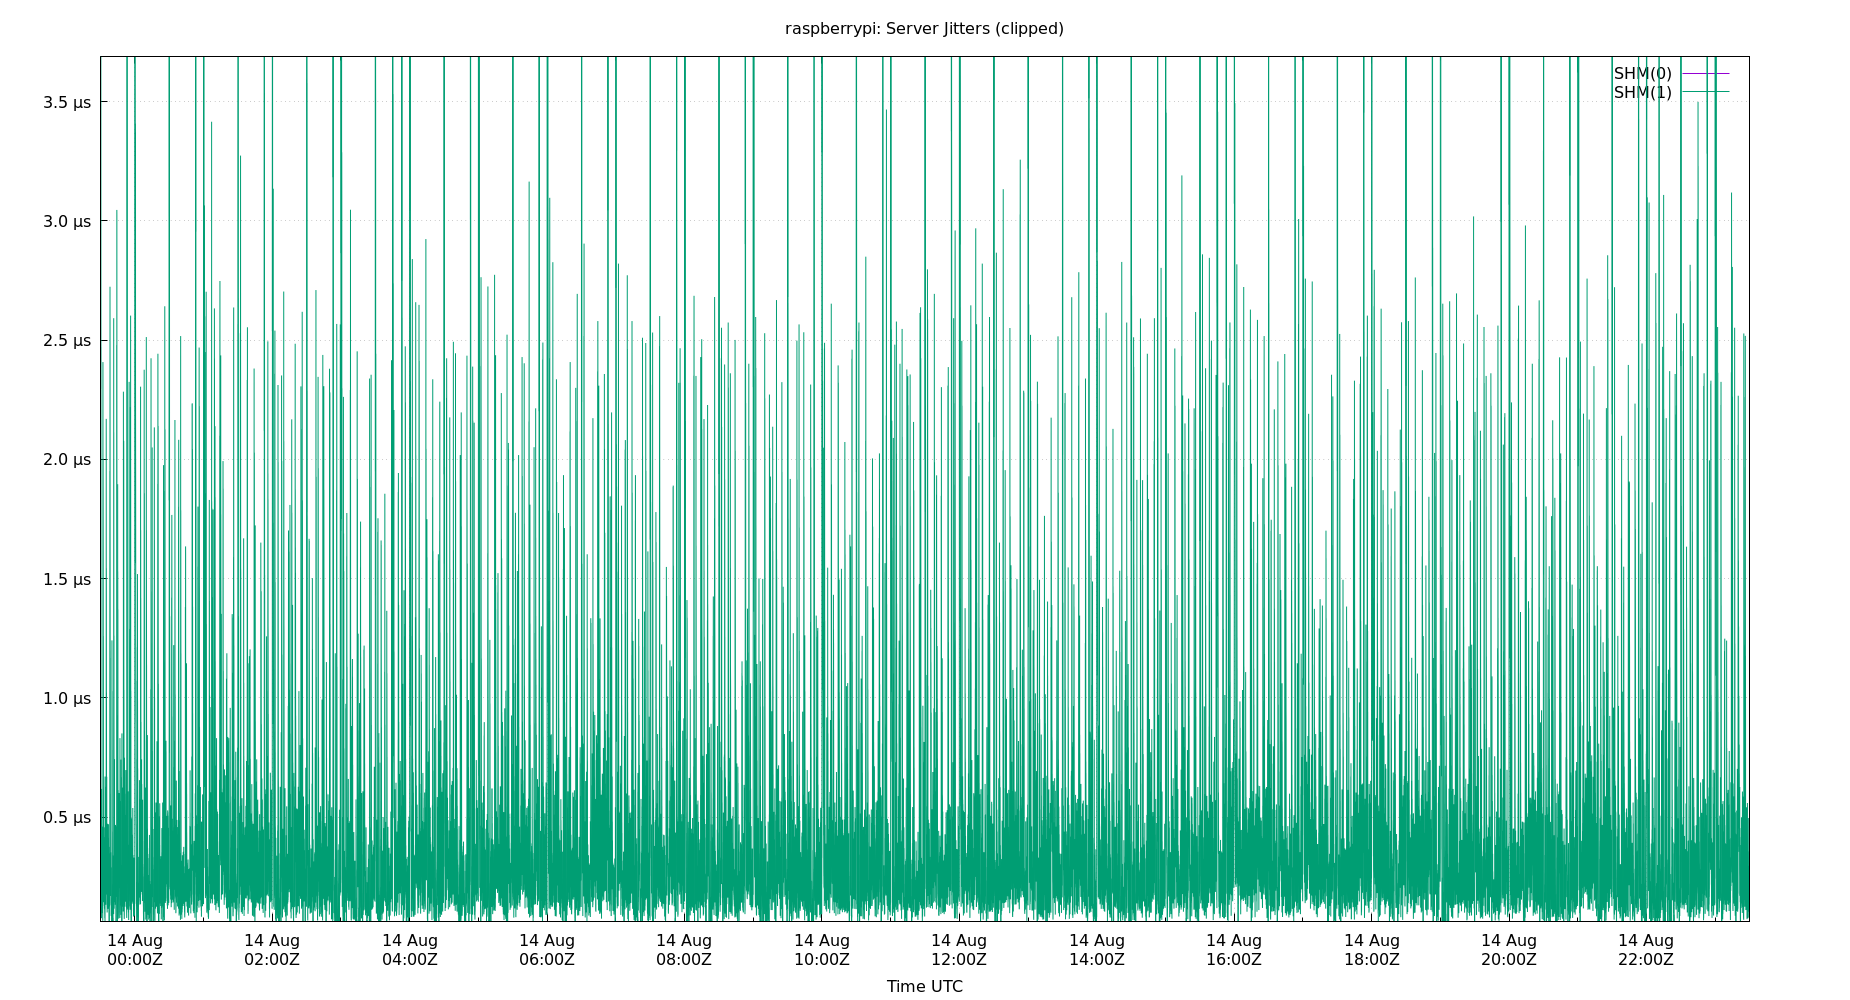 raspberrypi: Server Jitters (clipped)
SHM(0)
SHM(1)
3.5 µs
3.0 µs
2.5 µs
2.0 µs
1.5 µs
1.0 µs
0.5 µs
14 Aug 14 Aug 14 Aug 14 Aug 14 Aug 14 Aug 14 Aug 14 Aug 14 Aug 14 Aug 14 Aug 14 Aug
00:00Z 02:00Z 04:00Z 06:00Z 08:00Z 10:00Z 12:00Z 14:00Z 16:00Z 18:00Z 20:00Z 22:00Z
Time UTC